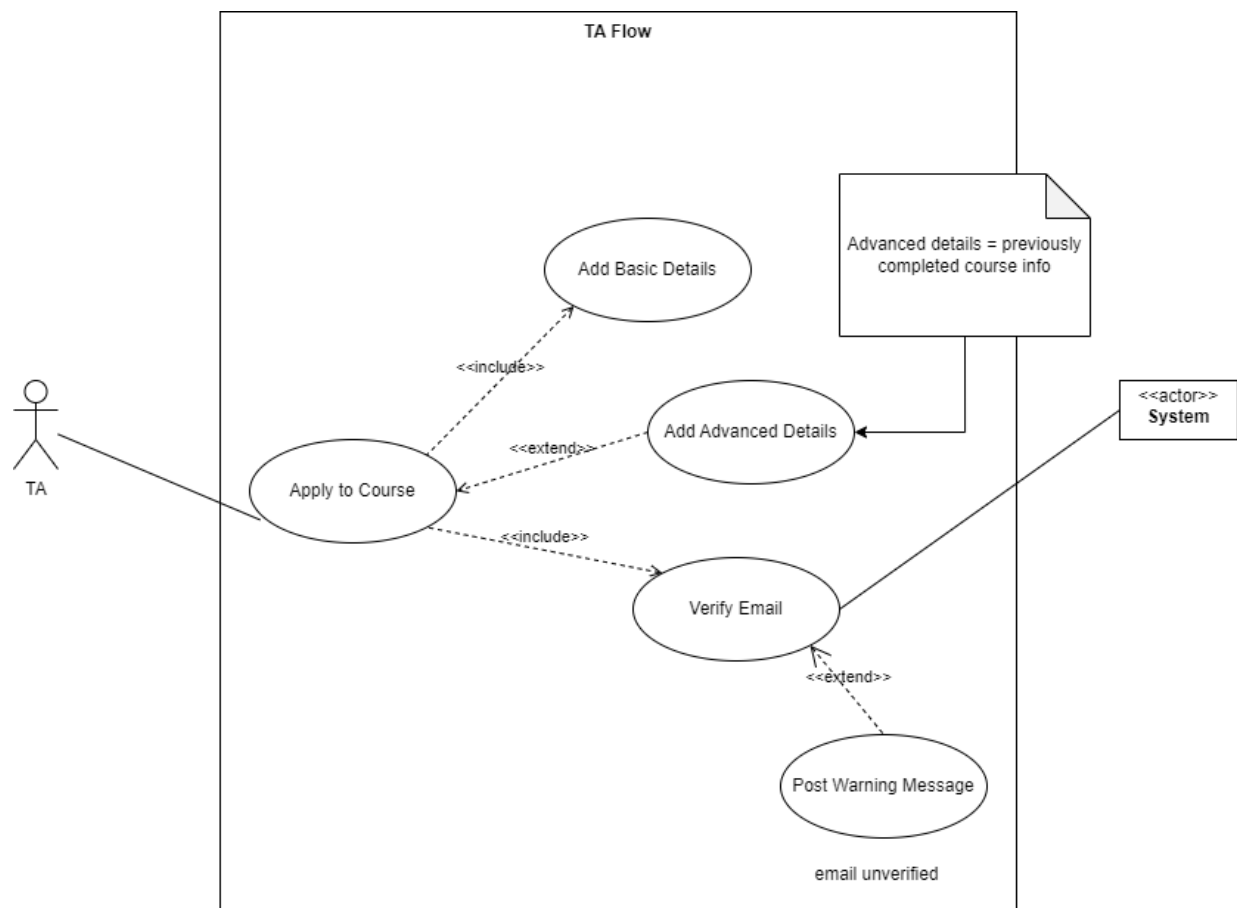 TA Flow
Advanced details = previously
completed course info
Add Basic Details
<<include>>
<<actor>>
System
Add Advanced Details
<<extend>>
TA
Apply to Course
<<include>>
Verify Email
<<extend>>
Post Warning Message
email unverified